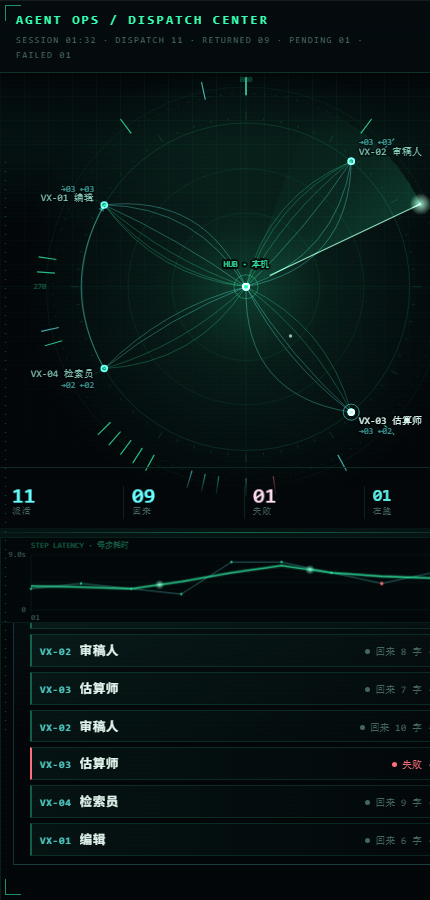 AGENT OPS / DISPATCH CENTER
SESSION 01:32 · DISPATCH 11 · RETURNED 09 · PENDING 01 ·
FAILED 01
→03 ←03
VX-02 审稿人
→03 ←03
VX-01 编辑
HUB · 本机
270
VX-04 检索员
→02 ←02
VX-03 估算师
→03 ←02
11
派活
09
回来
01
失败
01
在跑
STEP LATENCY · 每步耗时
9.0s
0
01
VX-02 审稿人 回来 8 字
VX-03 估算师 回来 7 字
VX-02 审稿人 回来 10 字
VX-03 估算师 失败
VX-04 检索员 回来 9 字
VX-01 编辑 回来 6 字